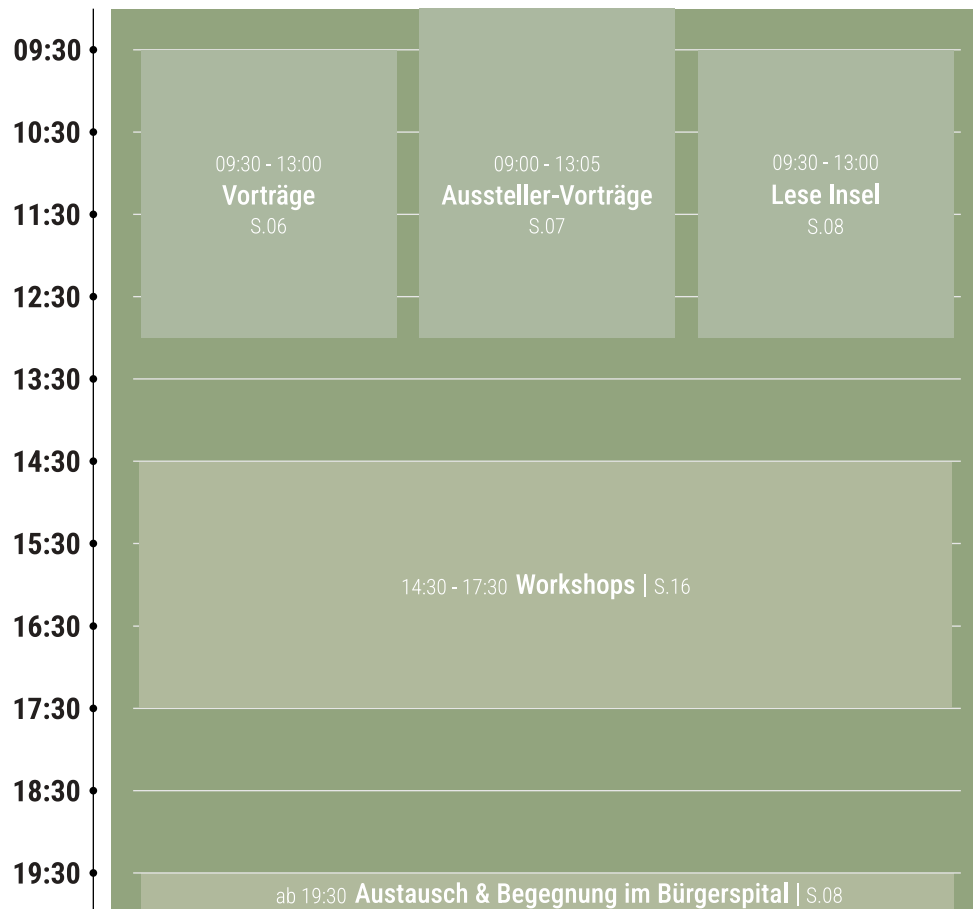 09:30
10:30
11:30
12:30
13:30
14:30
15:30
16:30
17:30
18:30
19:30
09:30 - 13:00
Vorträge
S.06
09:00 - 13:05
Aussteller-Vorträge
S.07
09:30 - 13:00
Lese Insel
S.08
14:30 - 17:30 Workshops | S.16
ab 19:30 Austausch & Begegnung im Bürgerspital | S.08